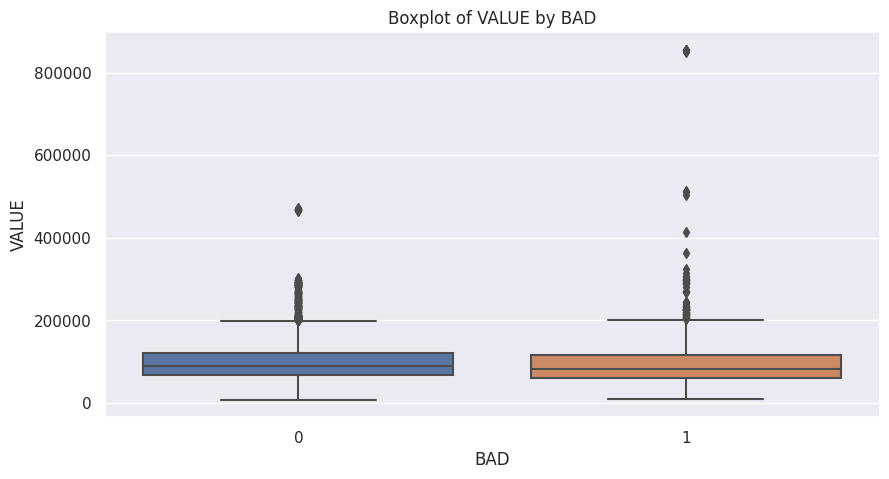 Boxplot of VALUE by BAD
800000
600000
400000
200000
0
VALUE
0 1
BAD